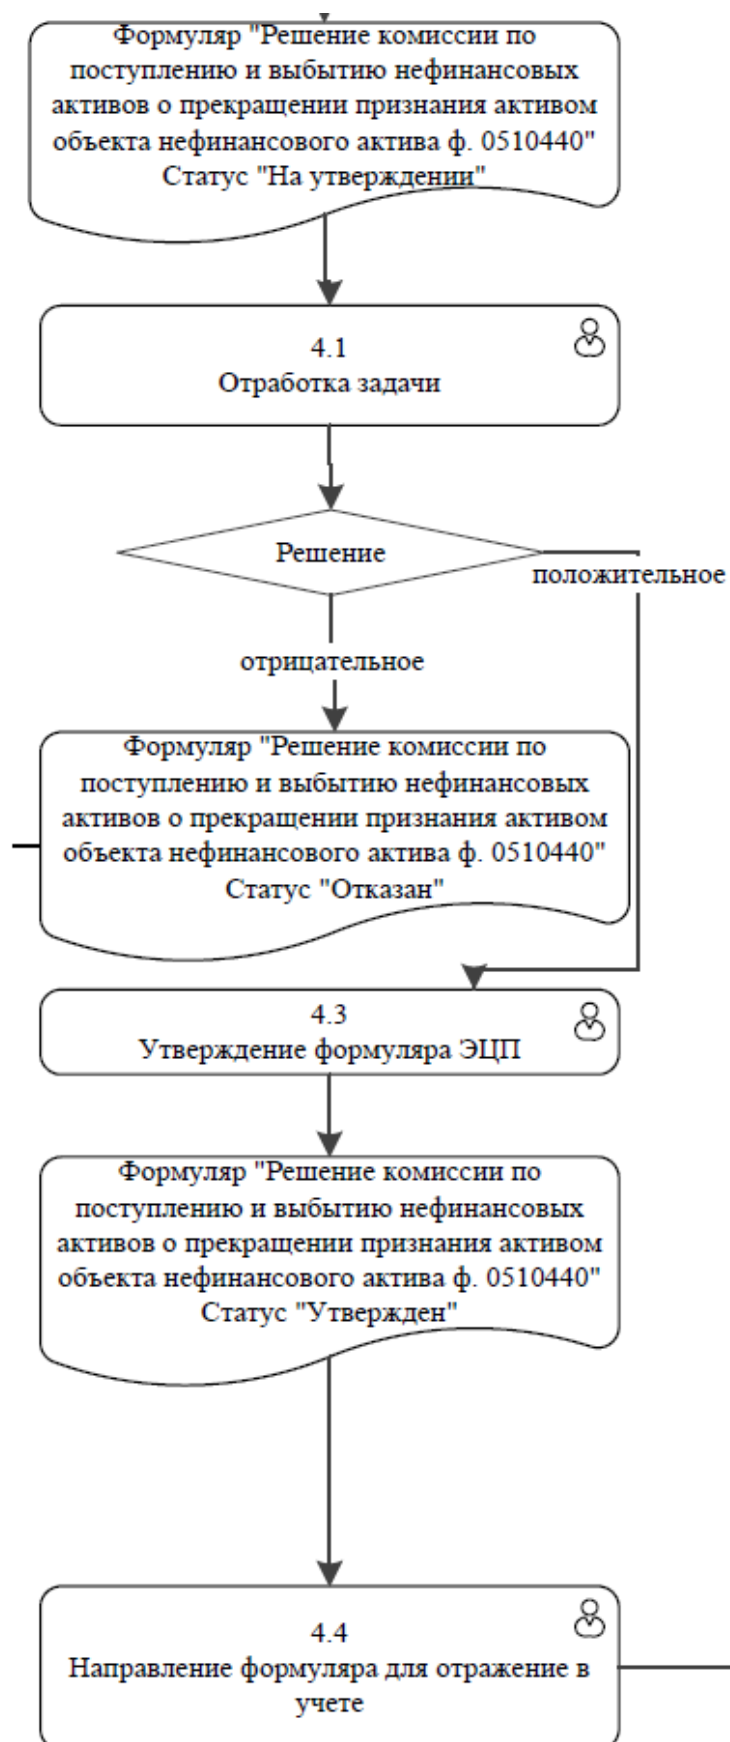 Формуляр "Решение комиссии по
поступлению и выбытию нефинансовых
активов о прекращении признания активом
объекта нефинансового актива ф. 0510440"
Статус "На утверждении"
4.1
Отработка задачи
Решение
положительное
отрицательное
Формуляр "Решение комиссии по
поступлению и выбытию нефинансовых
активов о прекращении признания активом
объекта нефинансового актива ф. 0510440"
Статус "Отказан"
4.3
Утверждение формуляра ЭЦП
Формуляр "Решение комиссии по
поступлению и выбытию нефинансовых
активов о прекращении признания активом
объекта нефинансового актива ф. 0510440"
Статус "Утвержден"
4.4
Направление формуляра для отражение в
учете